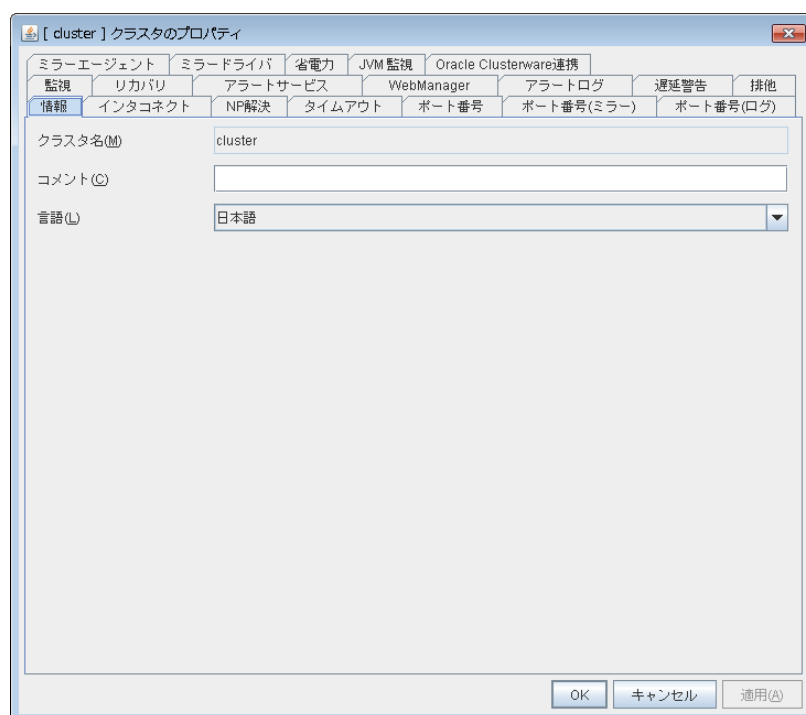 [ cluster ] クラスタのプロパティ
ミラーエージェント ミラードライバ 省電力 JVM 監視 Oracle Clusterware連携
監視 リカバリ アラートサービス WebManager アラートログ 遅延警告 排他
情報 インタコネクト NP解決 タイムアウト ポート番号 ポート番号(ミラー) ポート番号(ログ)
クラスタ名(M) cluster
コメント(C)
言語(L) 日本語
OK キャンセル 適用(A)